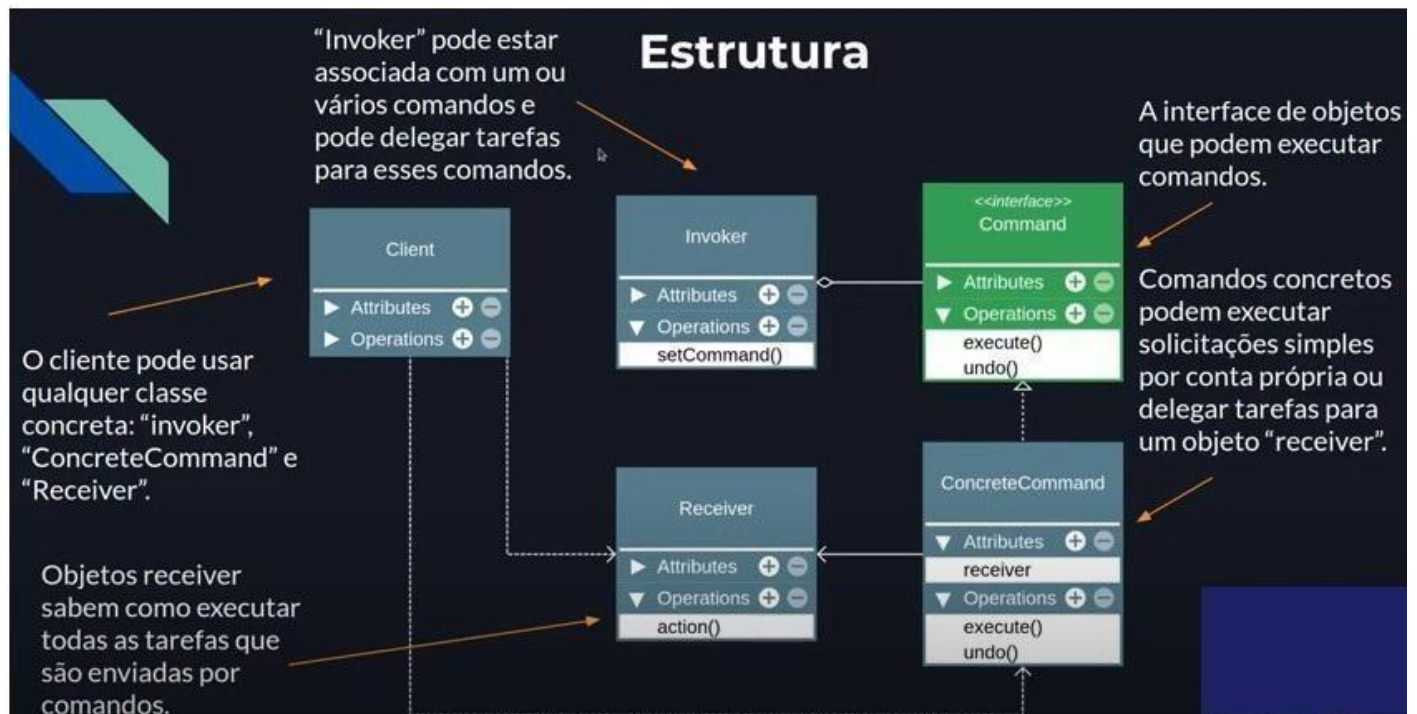 Estrutura
“Invoker” pode estar
associada com um ou
vários comandos e
pode delegar tarefas
para esses comandos.
A interface de objetos
que podem executar
comandos.
Client
Attributes
Operations
Invoker
Attributes
Operations
setCommand()
<<interface>>
Command
Attributes
Operations
execute()
undo()
O cliente pode usar
qualquer classe
concreta: “invoker”,
“ConcreteCommand” e
“Receiver”.
Comandos concretos
podem executar
solicitações simples
por conta própria ou
delegar tarefas para
um objeto “receiver”.
Receiver
Attributes
Operations
action()
ConcreteCommand
Attributes
receiver
Operations
execute()
undo()
Objetos receiver
sabem como executar
todas as tarefas que
são enviadas por
comandos.